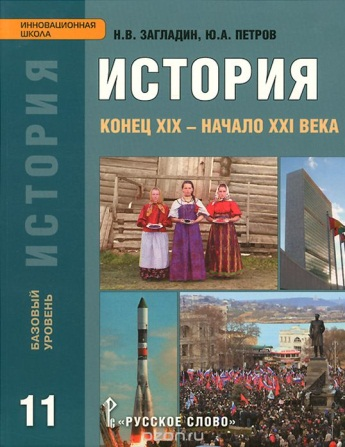 ИННОВАЦИОННАЯ
ШКОЛА
Н.В. ЗАГЛАДИН, Ю.А. ПЕТРОВ
ИСТОРИЯ
КОНЕЦ XIX – НАЧАЛО XXI ВЕКА
ИСТОРИЯ
БАЗОВЫЙ
УРОВЕНЬ
11
«РУССКОЕ СЛОВО»